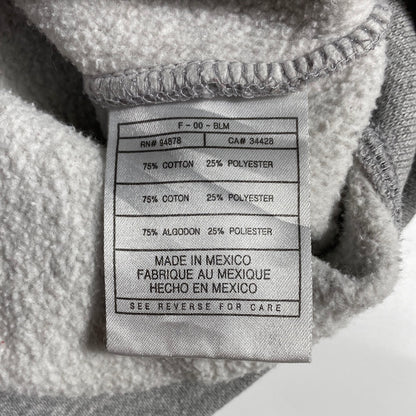 F - 00 - BLM
RN# 94878 CA# 34428
75% COTTON 25% POLYESTER
75% COTON 25% POLYESTER
75% ALGODON 25% POLIESTER
MADE IN MEXICO
FABRIQUE AU MEXIQUE
HECHO EN MEXICO
SEE REVERSE FOR CARE